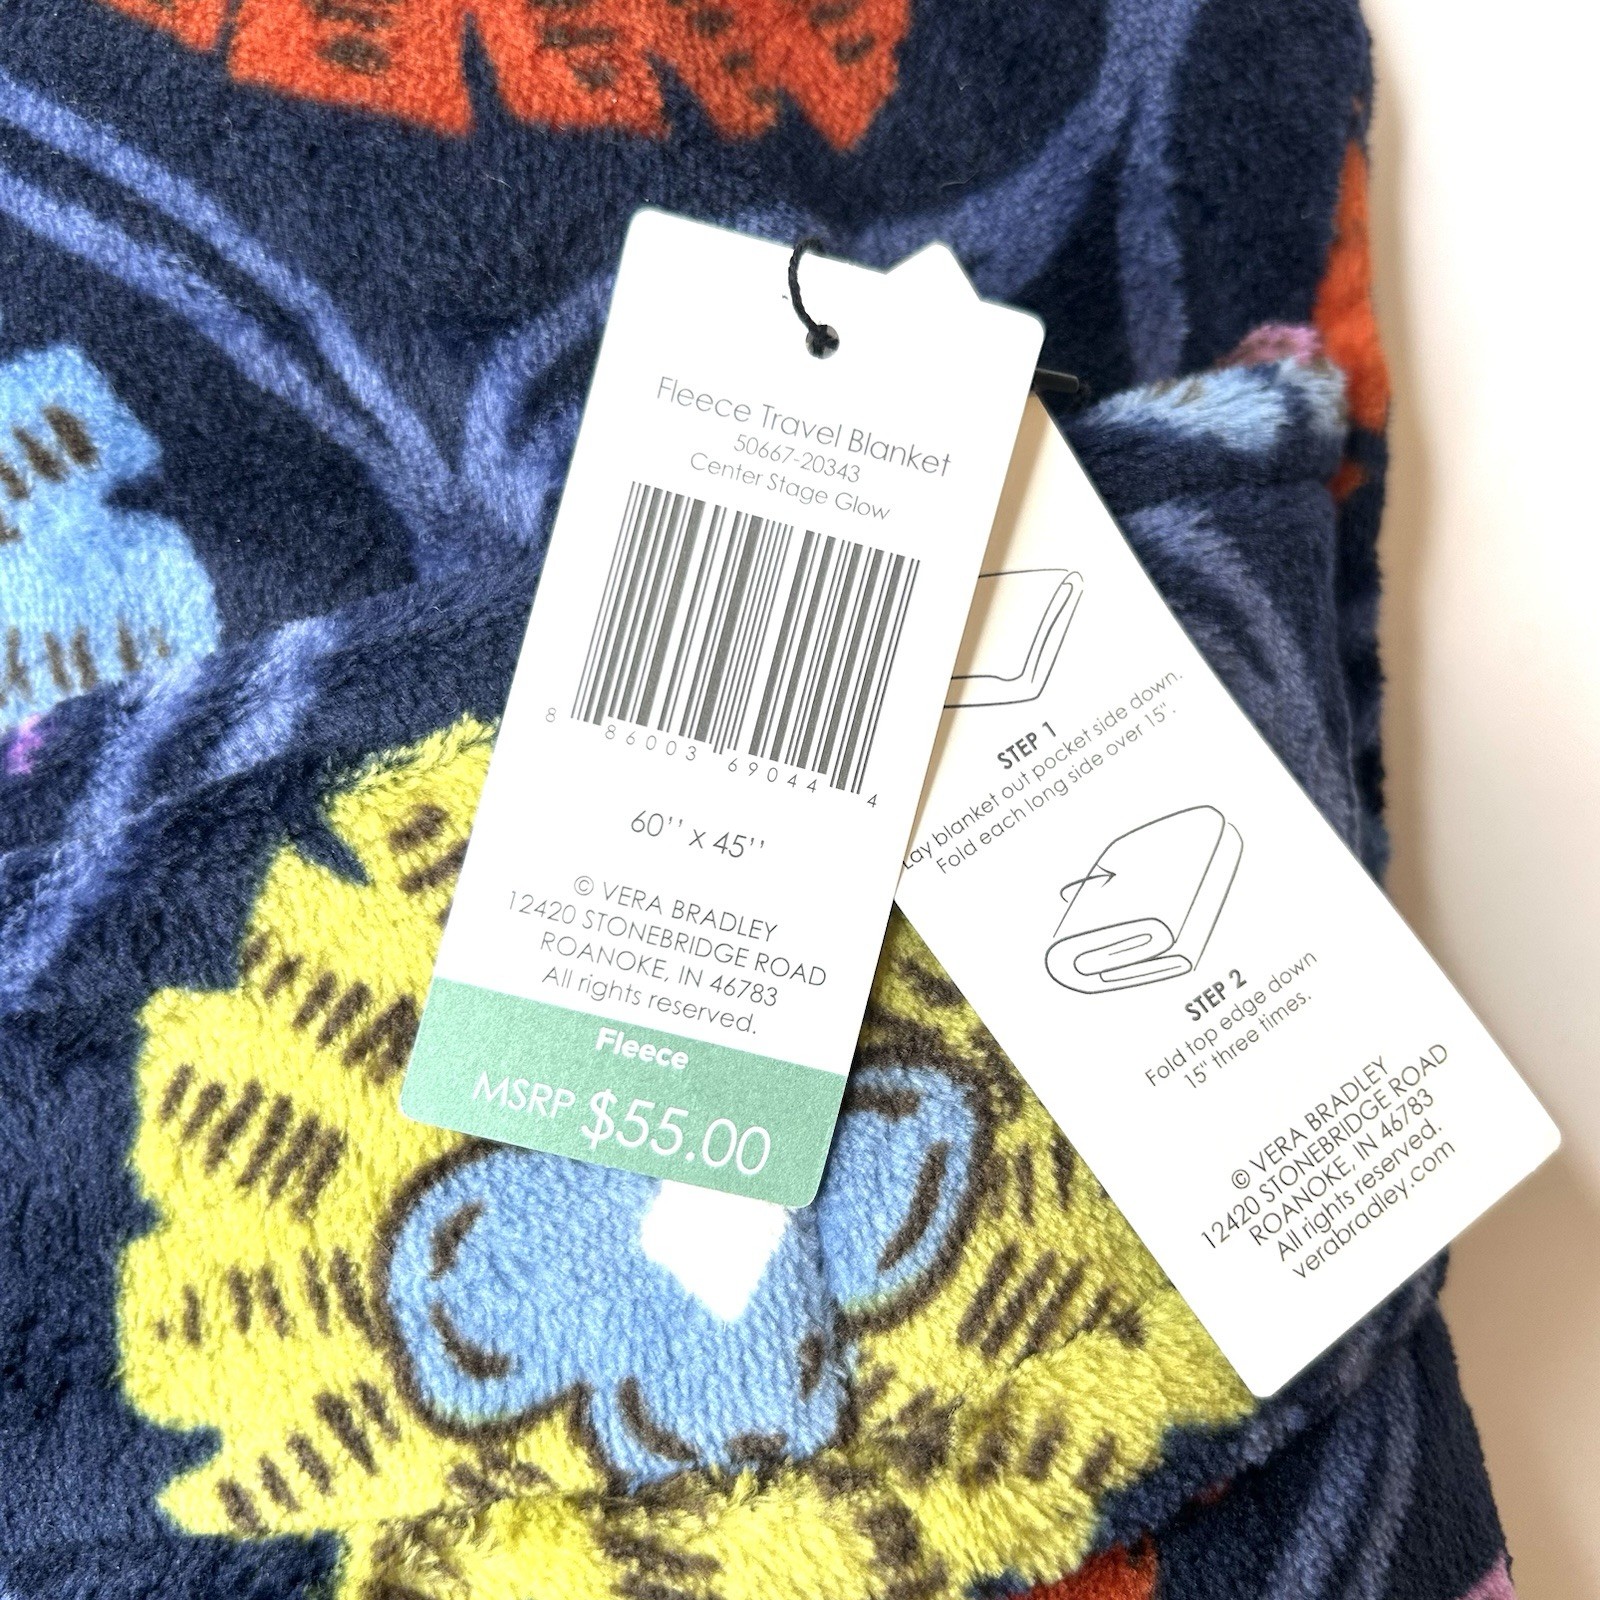 Fleece Travel Blanket
50667-20343
Center Stage Glow
8 86003 69044 4
60'' x 45''
© VERA BRADLEY
12420 STONEBRIDGE ROAD
ROANOKE, IN 46783
All rights reserved.
Fleece
MSRP $55.00
STEP 1
Lay blanket out pocket side down.
Fold each long side over 15".
STEP 2
Fold top edge down
15" three times.
© VERA BRADLEY
12420 STONEBRIDGE ROAD
ROANOKE, IN 46783
All rights reserved.
verabradley.com